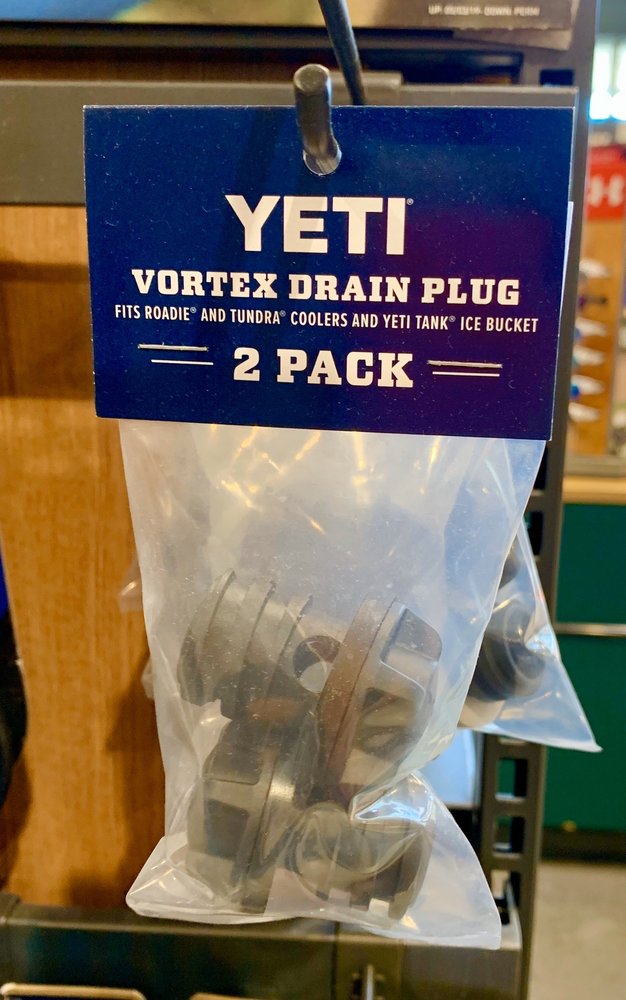 YETI®
VORTEX DRAIN PLUG
FITS ROADIE® AND TUNDRA® COOLERS AND YETI TANK® ICE BUCKET
2 PACK